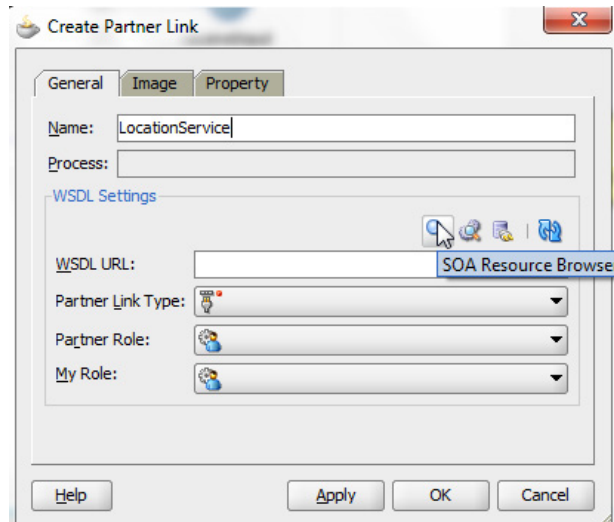 Create Partner Link
General Image Property
Name: LocationService
Process:
WSDL Settings
SOA Resource Browse
WSDL URL:
Partner Link Type:
Partner Role:
My Role:
Help Apply OK Cancel